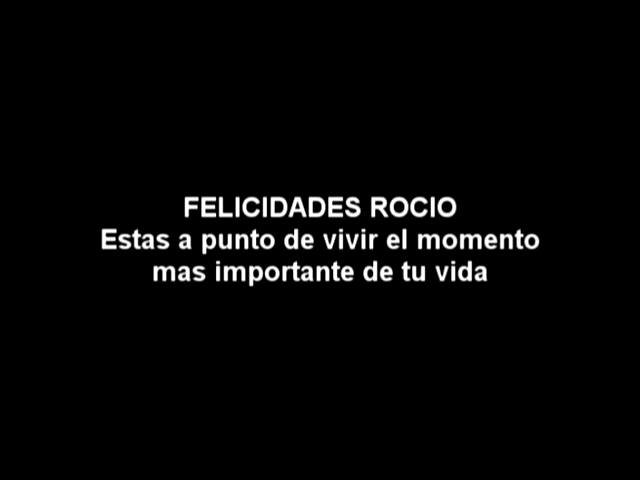 FELICIDADES ROCIO
Estas a punto de vivir el momento
mas importante de tu vida